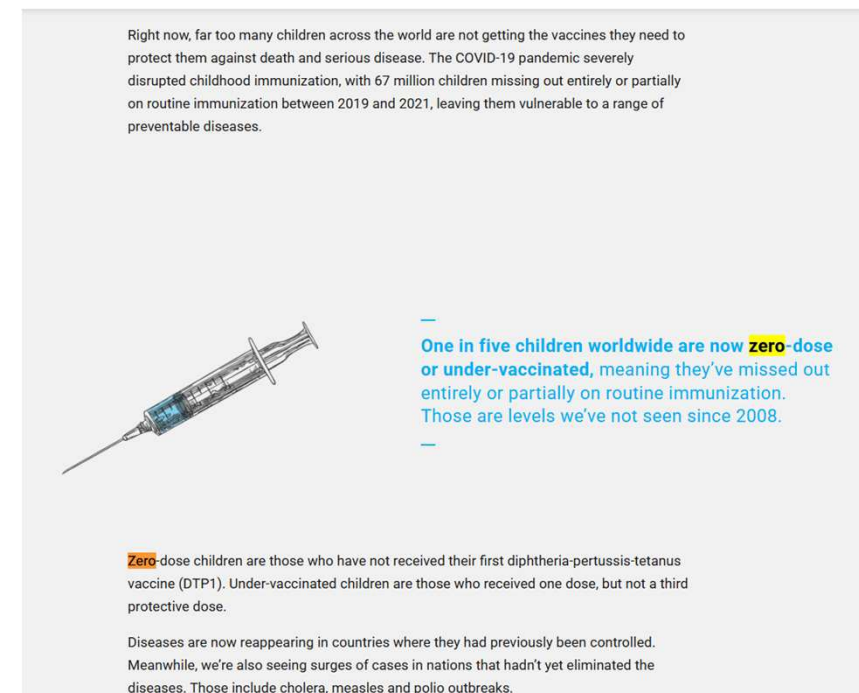 Right now, far too many children across the world are not getting the vaccines they need to
protect them against death and serious disease. The COVID-19 pandemic severely
disrupted childhood immunization, with 67 million children missing out entirely or partially
on routine immunization between 2019 and 2021, leaving them vulnerable to a range of
preventable diseases.
One in five children worldwide are now zero-dose
or under-vaccinated, meaning they’ve missed out
entirely or partially on routine immunization.
Those are levels we’ve not seen since 2008.
Zero-dose children are those who have not received their first diphtheria-pertussis-tetanus
vaccine (DTP1). Under-vaccinated children are those who received one dose, but not a third
protective dose.
Diseases are now reappearing in countries where they had previously been controlled.
Meanwhile, we’re also seeing surges of cases in nations that hadn’t yet eliminated the
diseases. Those include cholera, measles and polio outbreaks.